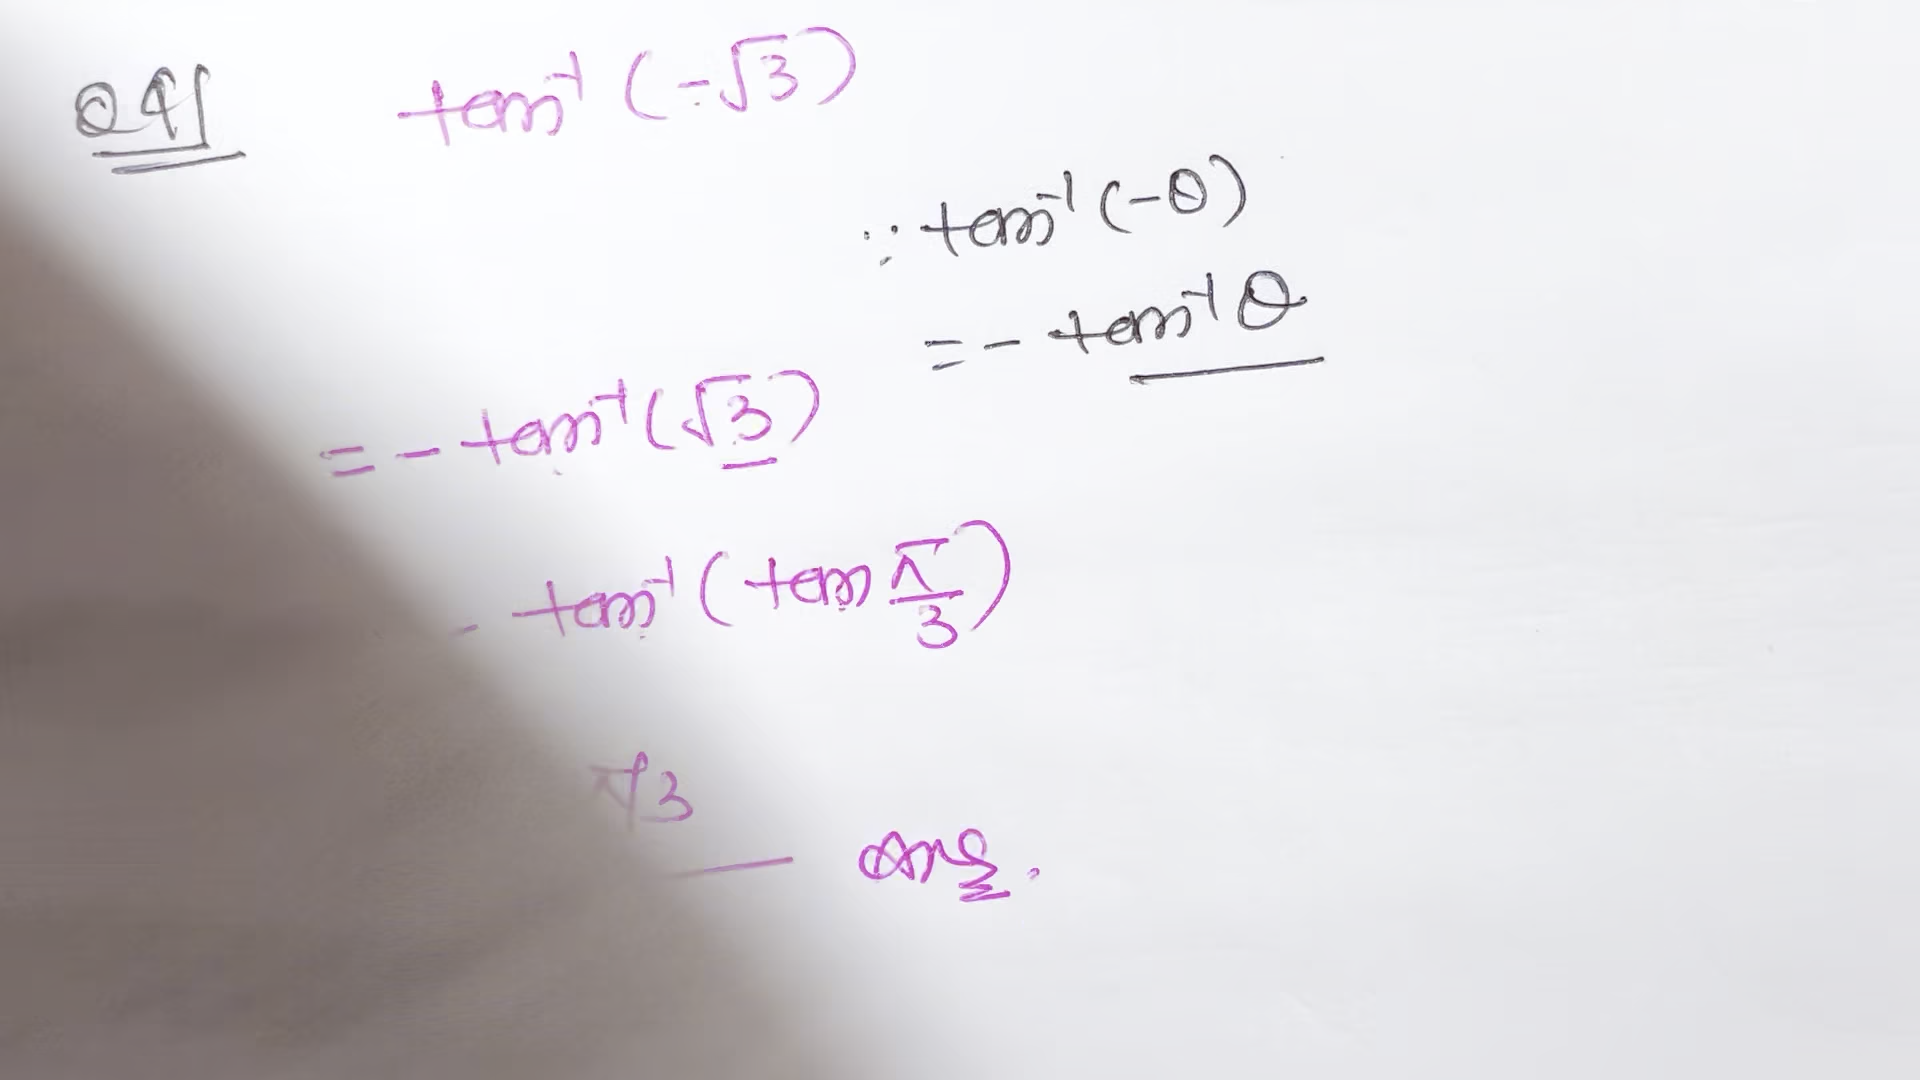 Q4| tan⁻¹(-√3)
∵ tan⁻¹(-θ)
= - tan⁻¹θ
= - tan⁻¹(√3)
- tan⁻¹(tan π/3)
π/3
ans.